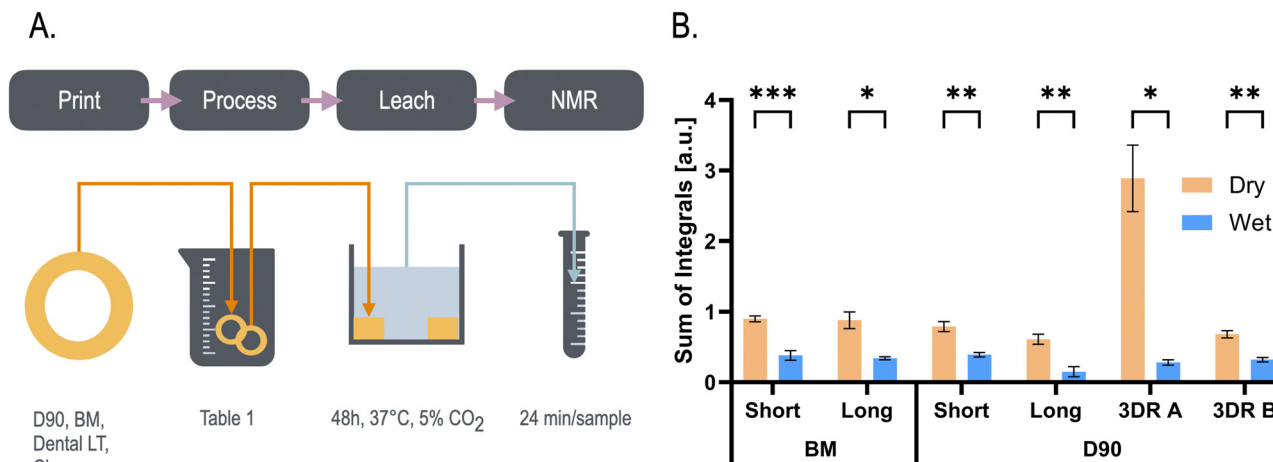 A.
Print
Process
Leach
NMR
D90, BM,
Dental LT,
Table 1
48h, 37°C, 5% CO2
24 min/sample
B.
Sum of Integrals [a.u.]
4
3
2
1
0
***
*
**
**
*
**
Dry
Wet
Short
Long
Short
Long
3DR A
3DR B
BM
D90